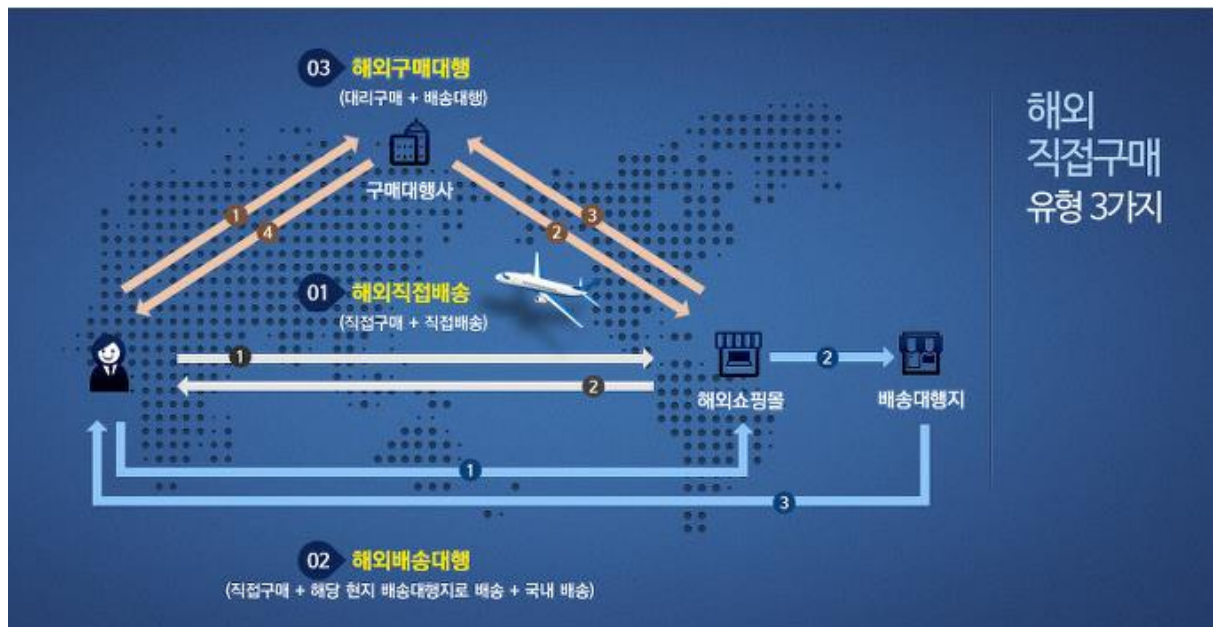 03 해외구매대행
(대리구매 + 배송대행)
구매대행사
1
4
3
2
01 해외직접배송
(직접구매 + 직접배송)
1
2
해외쇼핑몰
2
배송대행지
1
3
02 해외배송대행
(직접구매 + 해당 현지 배송대행지로 배송 + 국내 배송)
해외
직접구매
유형 3가지